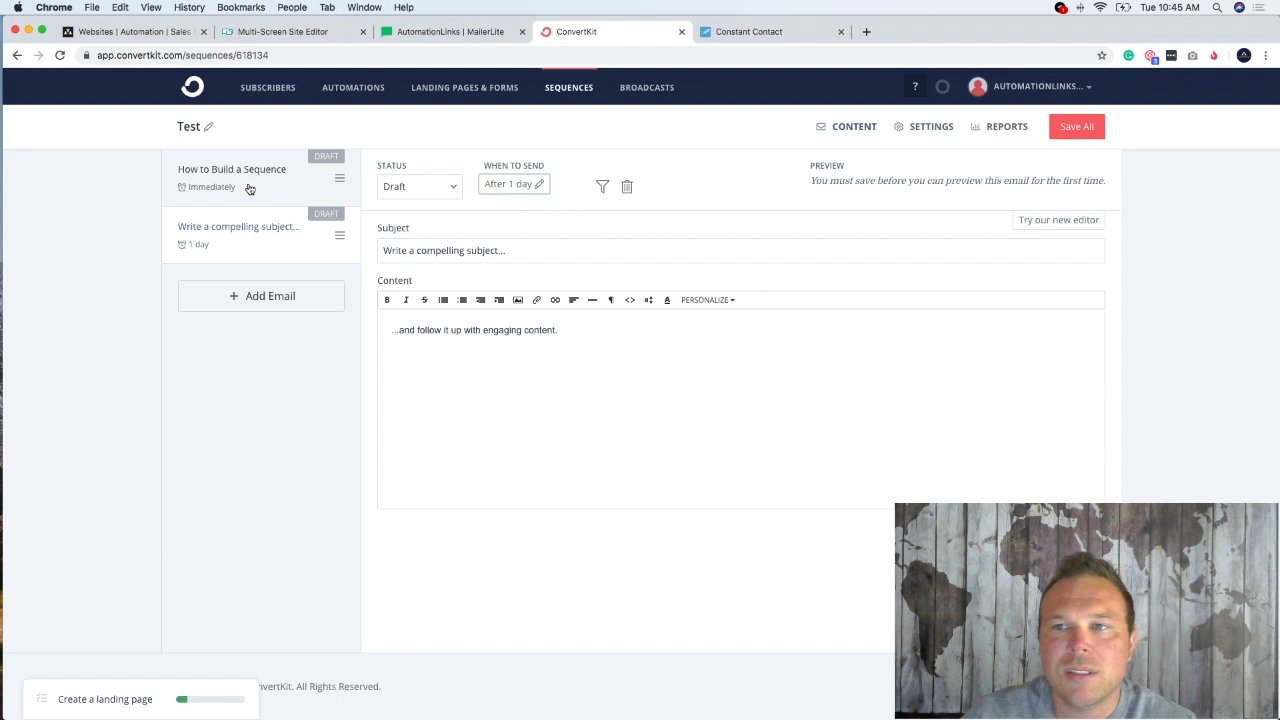 Chrome File Edit View History Bookmarks People Tab Window Help
1 Tue 10:45 AM
Websites | Automation | Sales
Multi-Screen Site Editor
AutomationLinks | MailerLite
ConvertKit
Constant Contact
app.convertkit.com/sequences/618134
3
SUBSCRIBERS AUTOMATIONS LANDING PAGES & FORMS SEQUENCES BROADCASTS ? AUTOMATIONLINKS...
Test
CONTENT SETTINGS REPORTS Save All
DRAFT
How to Build a Sequence
Immediately
DRAFT
Write a compelling subject...
1 day
+ Add Email
STATUS
Draft
WHEN TO SEND
After 1 day
PREVIEW
You must save before you can preview this email for the first time.
Try our new editor
Subject
Write a compelling subject...
Content
B I S PERSONALIZE
...and follow it up with engaging content.
nvertKit. All Rights Reserved.
Create a landing page